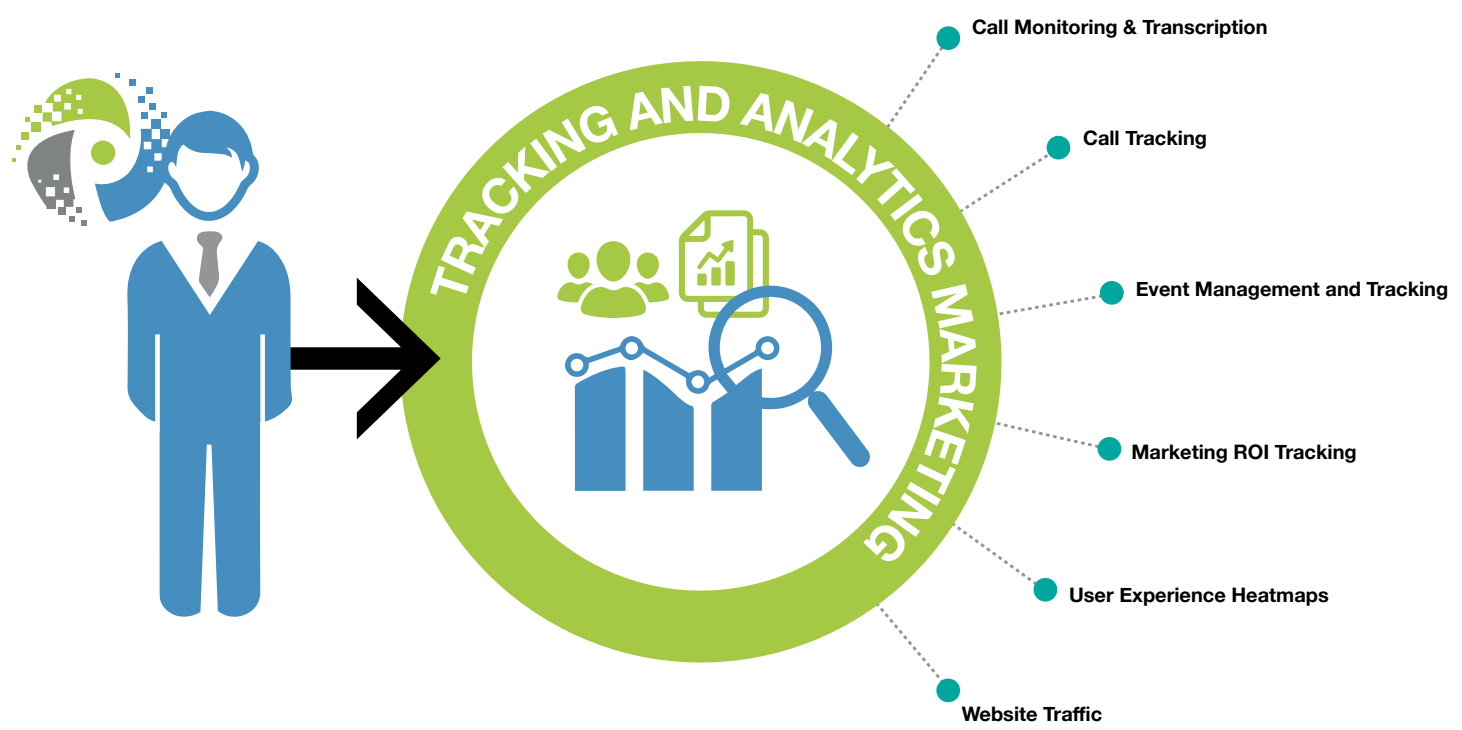 TRACKING AND ANALYTICS MARKETING
Call Monitoring & Transcription
Call Tracking
Event Management and Tracking
Marketing ROI Tracking
User Experience Heatmaps
Website Traffic